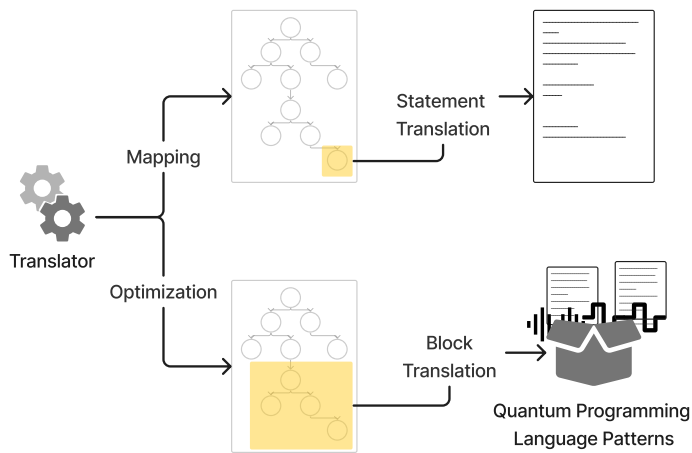 Statement
Translation
Mapping
Translator
Optimization
Block
Translation
Quantum Programming
Language Patterns